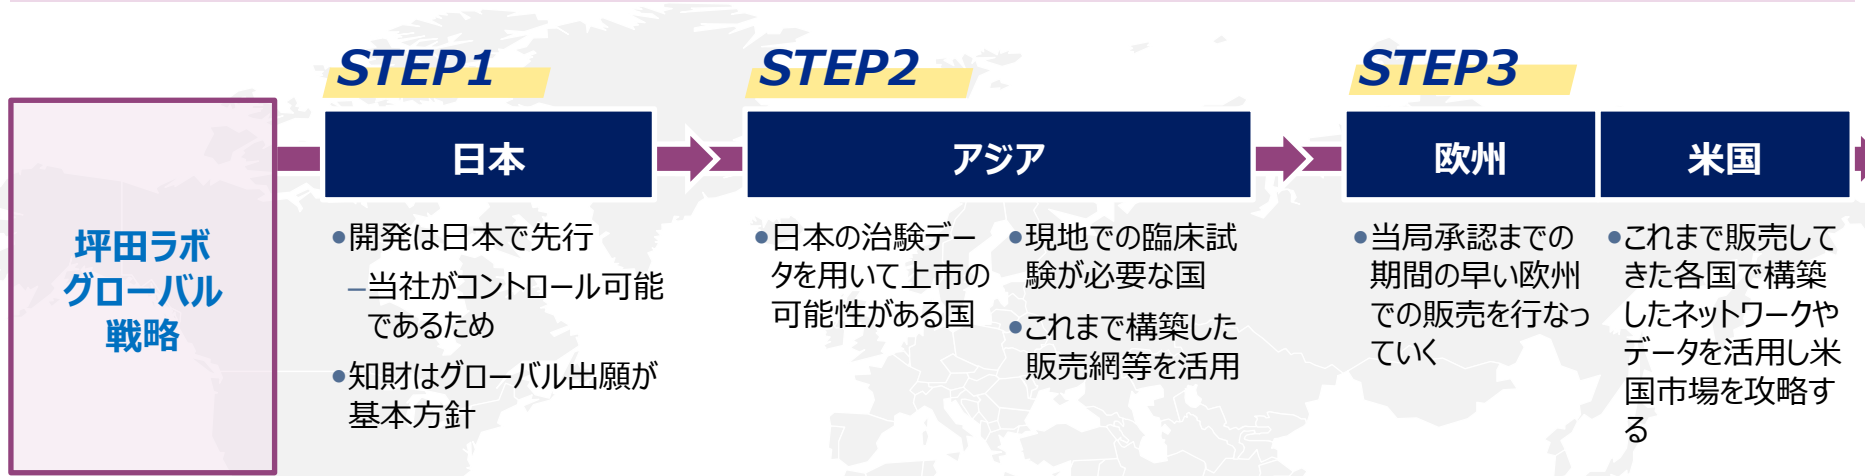 坪田ラボ
グローバル
戦略
STEP1
日本
●開発は日本で先行
–当社がコントロール可能
であるため
●知財はグローバル出願が
基本方針
STEP2
アジア
●日本の治験デー
タを用いて上市の
可能性がある国
●現地での臨床試
験が必要な国
●これまで構築した
販売網等を活用
STEP3
欧州
●当局承認までの
期間の早い欧州
での販売を行なっ
ていく
米国
●これまで販売して
きた各国で構築
したネットワークや
データを活用し米
国市場を攻略す
る